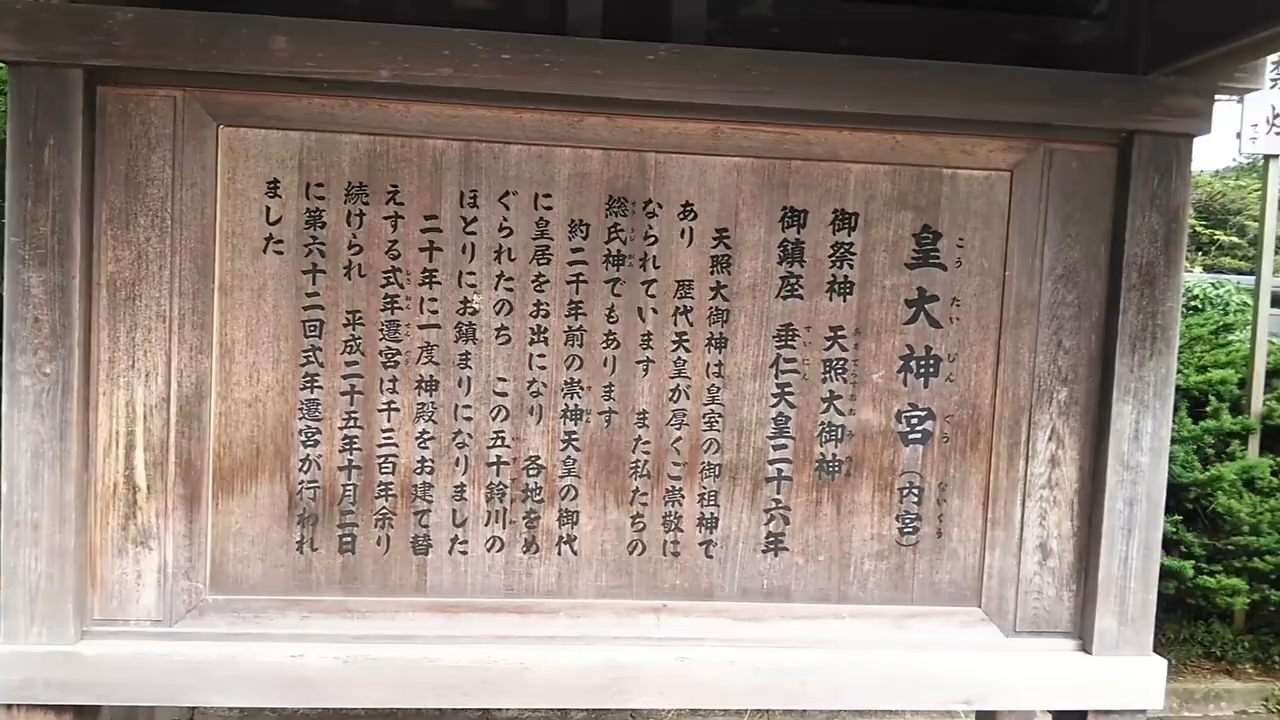 皇大神宮（内宮）
御祭神　天照大御神
御鎮座　垂仁天皇二十六年
天照大御神は皇室の御祖神で
あり　歴代天皇が厚くご崇敬に
なられています　また私たちの
総氏神でもあります
約二千年前の崇神天皇の御代
に皇居をお出になり　各地をめ
ぐられたのち　この五十鈴川の
ほとりにお鎮まりになりました
二十年に一度神殿をお建て替
えする式年遷宮は千三百年余り
続けられ　平成二十五年十月二日
に第六十二回式年遷宮が行われ
ました